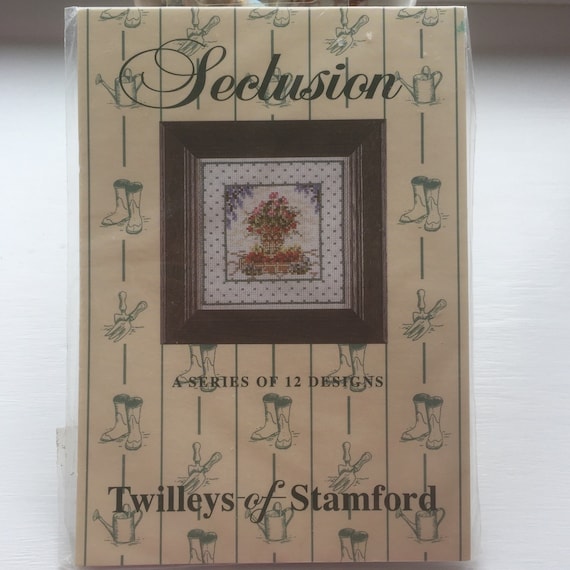 Seclusion
A SERIES OF 12 DESIGNS
Twilleys of Stamford